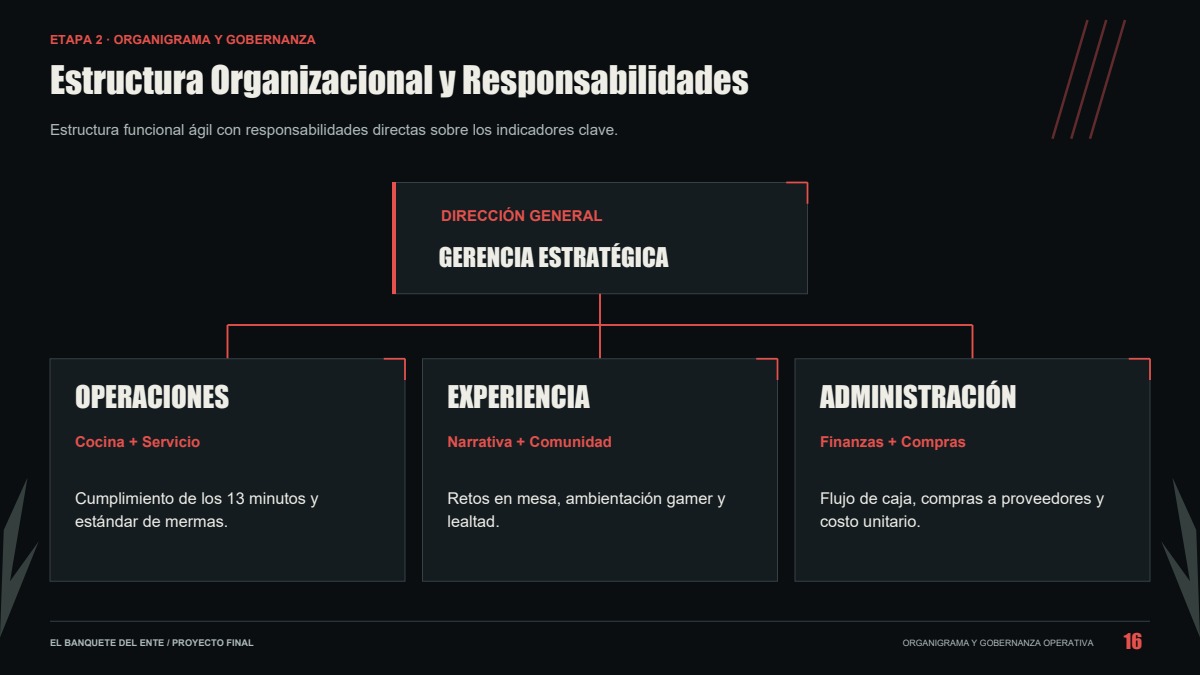 ETAPA 2 · ORGANIGRAMA Y GOBERNANZA
Estructura Organizacional y Responsabilidades
Estructura funcional ágil con responsabilidades directas sobre los indicadores clave.
DIRECCIÓN GENERAL
GERENCIA ESTRATÉGICA
OPERACIONES
Cocina + Servicio
Cumplimiento de los 13 minutos y
estándar de mermas.
EXPERIENCIA
Narrativa + Comunidad
Retos en mesa, ambientación gamer y
lealtad.
ADMINISTRACIÓN
Finanzas + Compras
Flujo de caja, compras a proveedores y
costo unitario.
EL BANQUETE DEL ENTE / PROYECTO FINAL
ORGANIGRAMA Y GOBERNANZA OPERATIVA
16